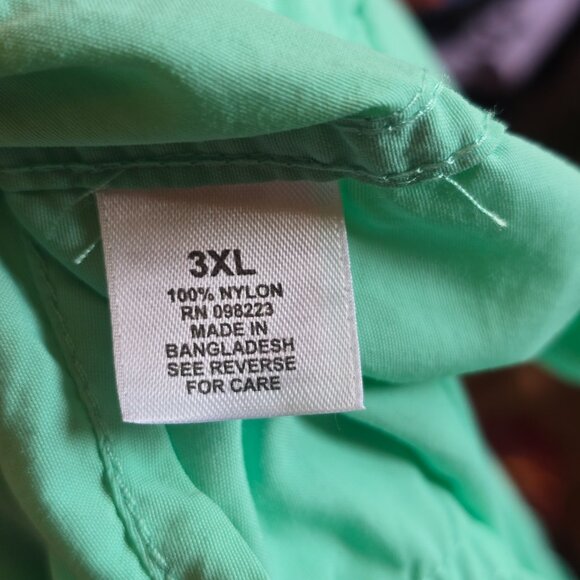 3XL
100% NYLON
RN 098223
MADE IN
BANGLADESH
SEE REVERSE
FOR CARE